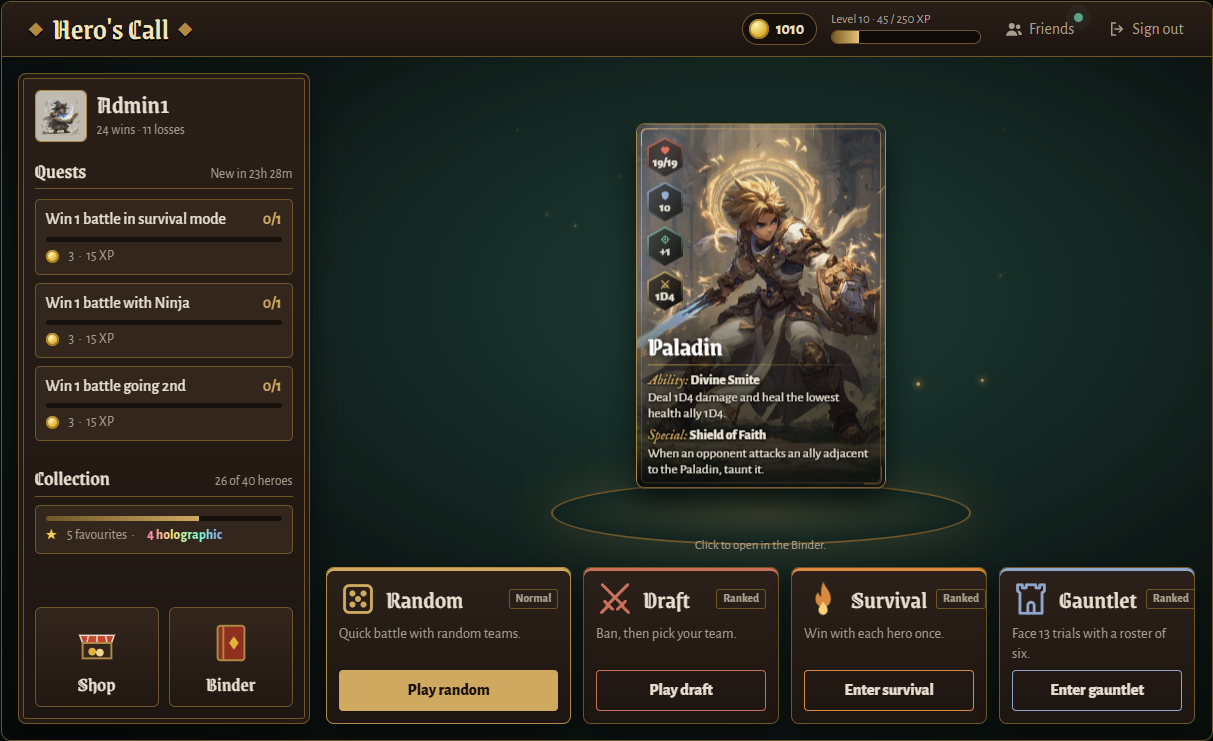 Hero's Call
1010
Level 10 · 45 / 250 XP
Friends
Sign out
Admin1
24 wins · 11 losses
Quests
New in 23h 28m
Win 1 battle in survival mode 0/1
3 · 15 XP
Win 1 battle with Ninja 0/1
3 · 15 XP
Win 1 battle going 2nd 0/1
3 · 15 XP
Collection
26 of 40 heroes
5 favourites · 4 holographic
Shop
Binder
19/19
10
+1
1D4
Paladin
Ability: Divine Smite
Deal 1D4 damage and heal the lowest
health ally 1D4.
Special: Shield of Faith
When an opponent attacks an ally adjacent
to the Paladin, taunt it.
Click to open in the Binder.
Random
Normal
Quick battle with random teams.
Play random
Draft
Ranked
Ban, then pick your team.
Play draft
Survival
Ranked
Win with each hero once.
Enter survival
Gauntlet
Ranked
Face 13 trials with a roster of
six.
Enter gauntlet